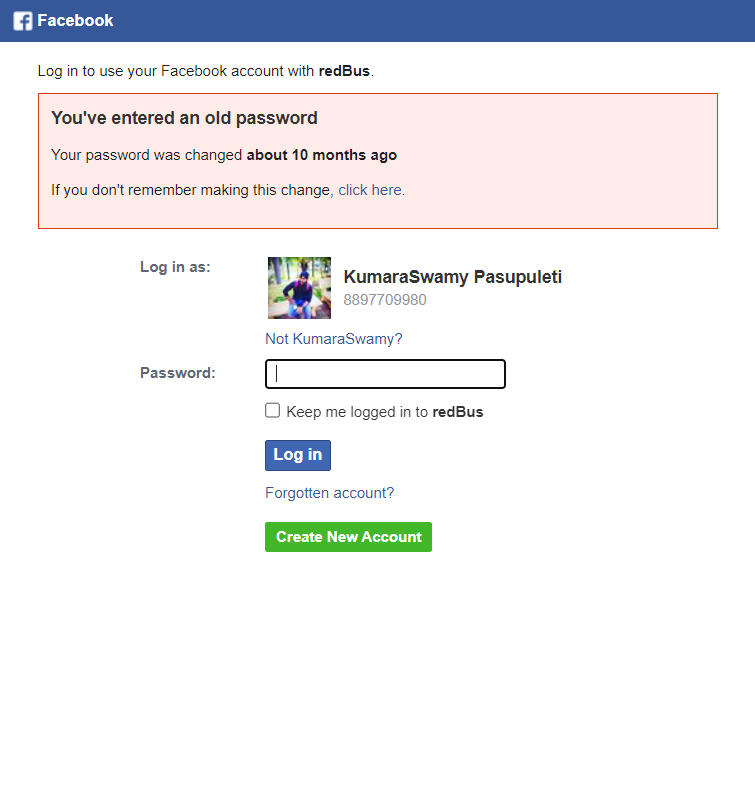 Facebook
Log in to use your Facebook account with redBus.
You've entered an old password
Your password was changed about 10 months ago
If you don't remember making this change, click here.
Log in as:
KumaraSwamy Pasupuleti
8897709980
Not KumaraSwamy?
Password:
Keep me logged in to redBus
Log in
Forgotten account?
Create New Account